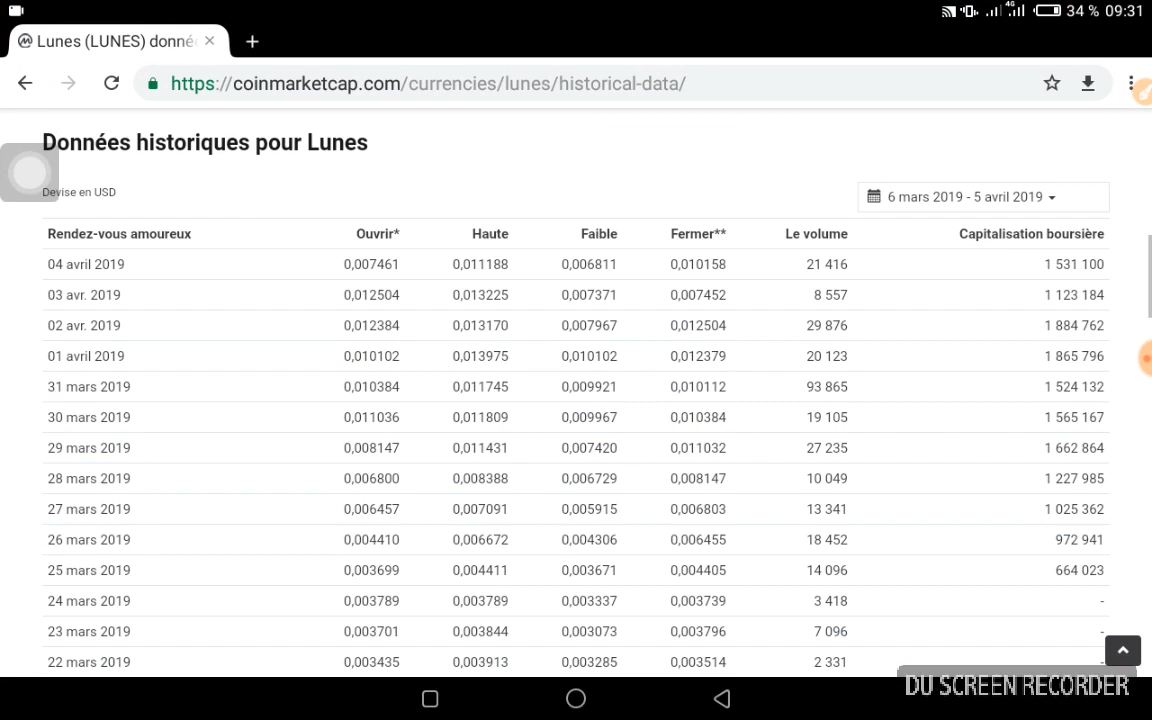 4G 34 % 09:31
Lunes (LUNES) donné
https://coinmarketcap.com/currencies/lunes/historical-data/
Données historiques pour Lunes
Devise en USD
6 mars 2019 - 5 avril 2019
Rendez-vous amoureux Ouvrir* Haute Faible Fermer** Le volume Capitalisation boursière
04 avril 2019 0,007461 0,011188 0,006811 0,010158 21 416 1 531 100
03 avr. 2019 0,012504 0,013225 0,007371 0,007452 8 557 1 123 184
02 avr. 2019 0,012384 0,013170 0,007967 0,012504 29 876 1 884 762
01 avril 2019 0,010102 0,013975 0,010102 0,012379 20 123 1 865 796
31 mars 2019 0,010384 0,011745 0,009921 0,010112 93 865 1 524 132
30 mars 2019 0,011036 0,011809 0,009967 0,010384 19 105 1 565 167
29 mars 2019 0,008147 0,011431 0,007420 0,011032 27 235 1 662 864
28 mars 2019 0,006800 0,008388 0,006729 0,008147 10 049 1 227 985
27 mars 2019 0,006457 0,007091 0,005915 0,006803 13 341 1 025 362
26 mars 2019 0,004410 0,006672 0,004306 0,006455 18 452 972 941
25 mars 2019 0,003699 0,004411 0,003671 0,004405 14 096 664 023
24 mars 2019 0,003789 0,003789 0,003337 0,003739 3 418 -
23 mars 2019 0,003701 0,003844 0,003073 0,003796 7 096 -
22 mars 2019 0,003435 0,003913 0,003285 0,003514 2 331 -
DU SCREEN RECORDER